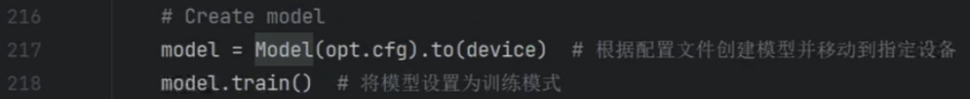 216 # Create model
217 model = Model(opt.cfg).to(device) # 根据配置文件创建模型并移动到指定设备
218 model.train() # 将模型设置为训练模式